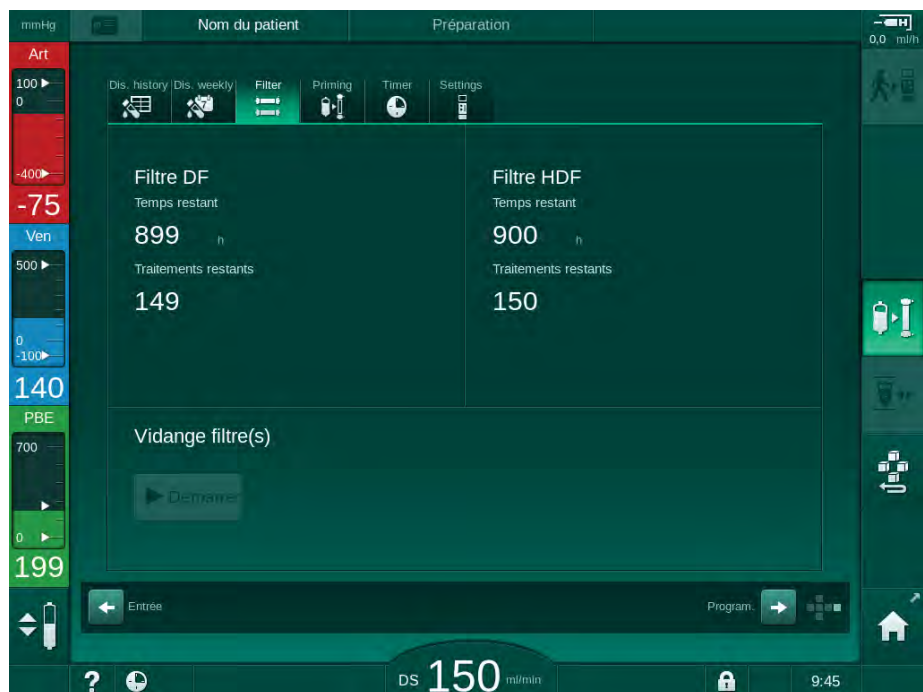 mmHg
Nom du patient
Préparation
0,0 ml/h
Art
100
0
-400
-75
Ven
500
0
-100
140
PBE
700
0
199
Dis. history
Dis. weekly
7
Filter
Priming
Timer
Settings
Filtre DF
Temps restant
899 h
Traitements restants
149
Filtre HDF
Temps restant
900 h
Traitements restants
150
Vidange filtre(s)
Démarrer
Entrée
Program.
?
DS 150 ml/min
9:45